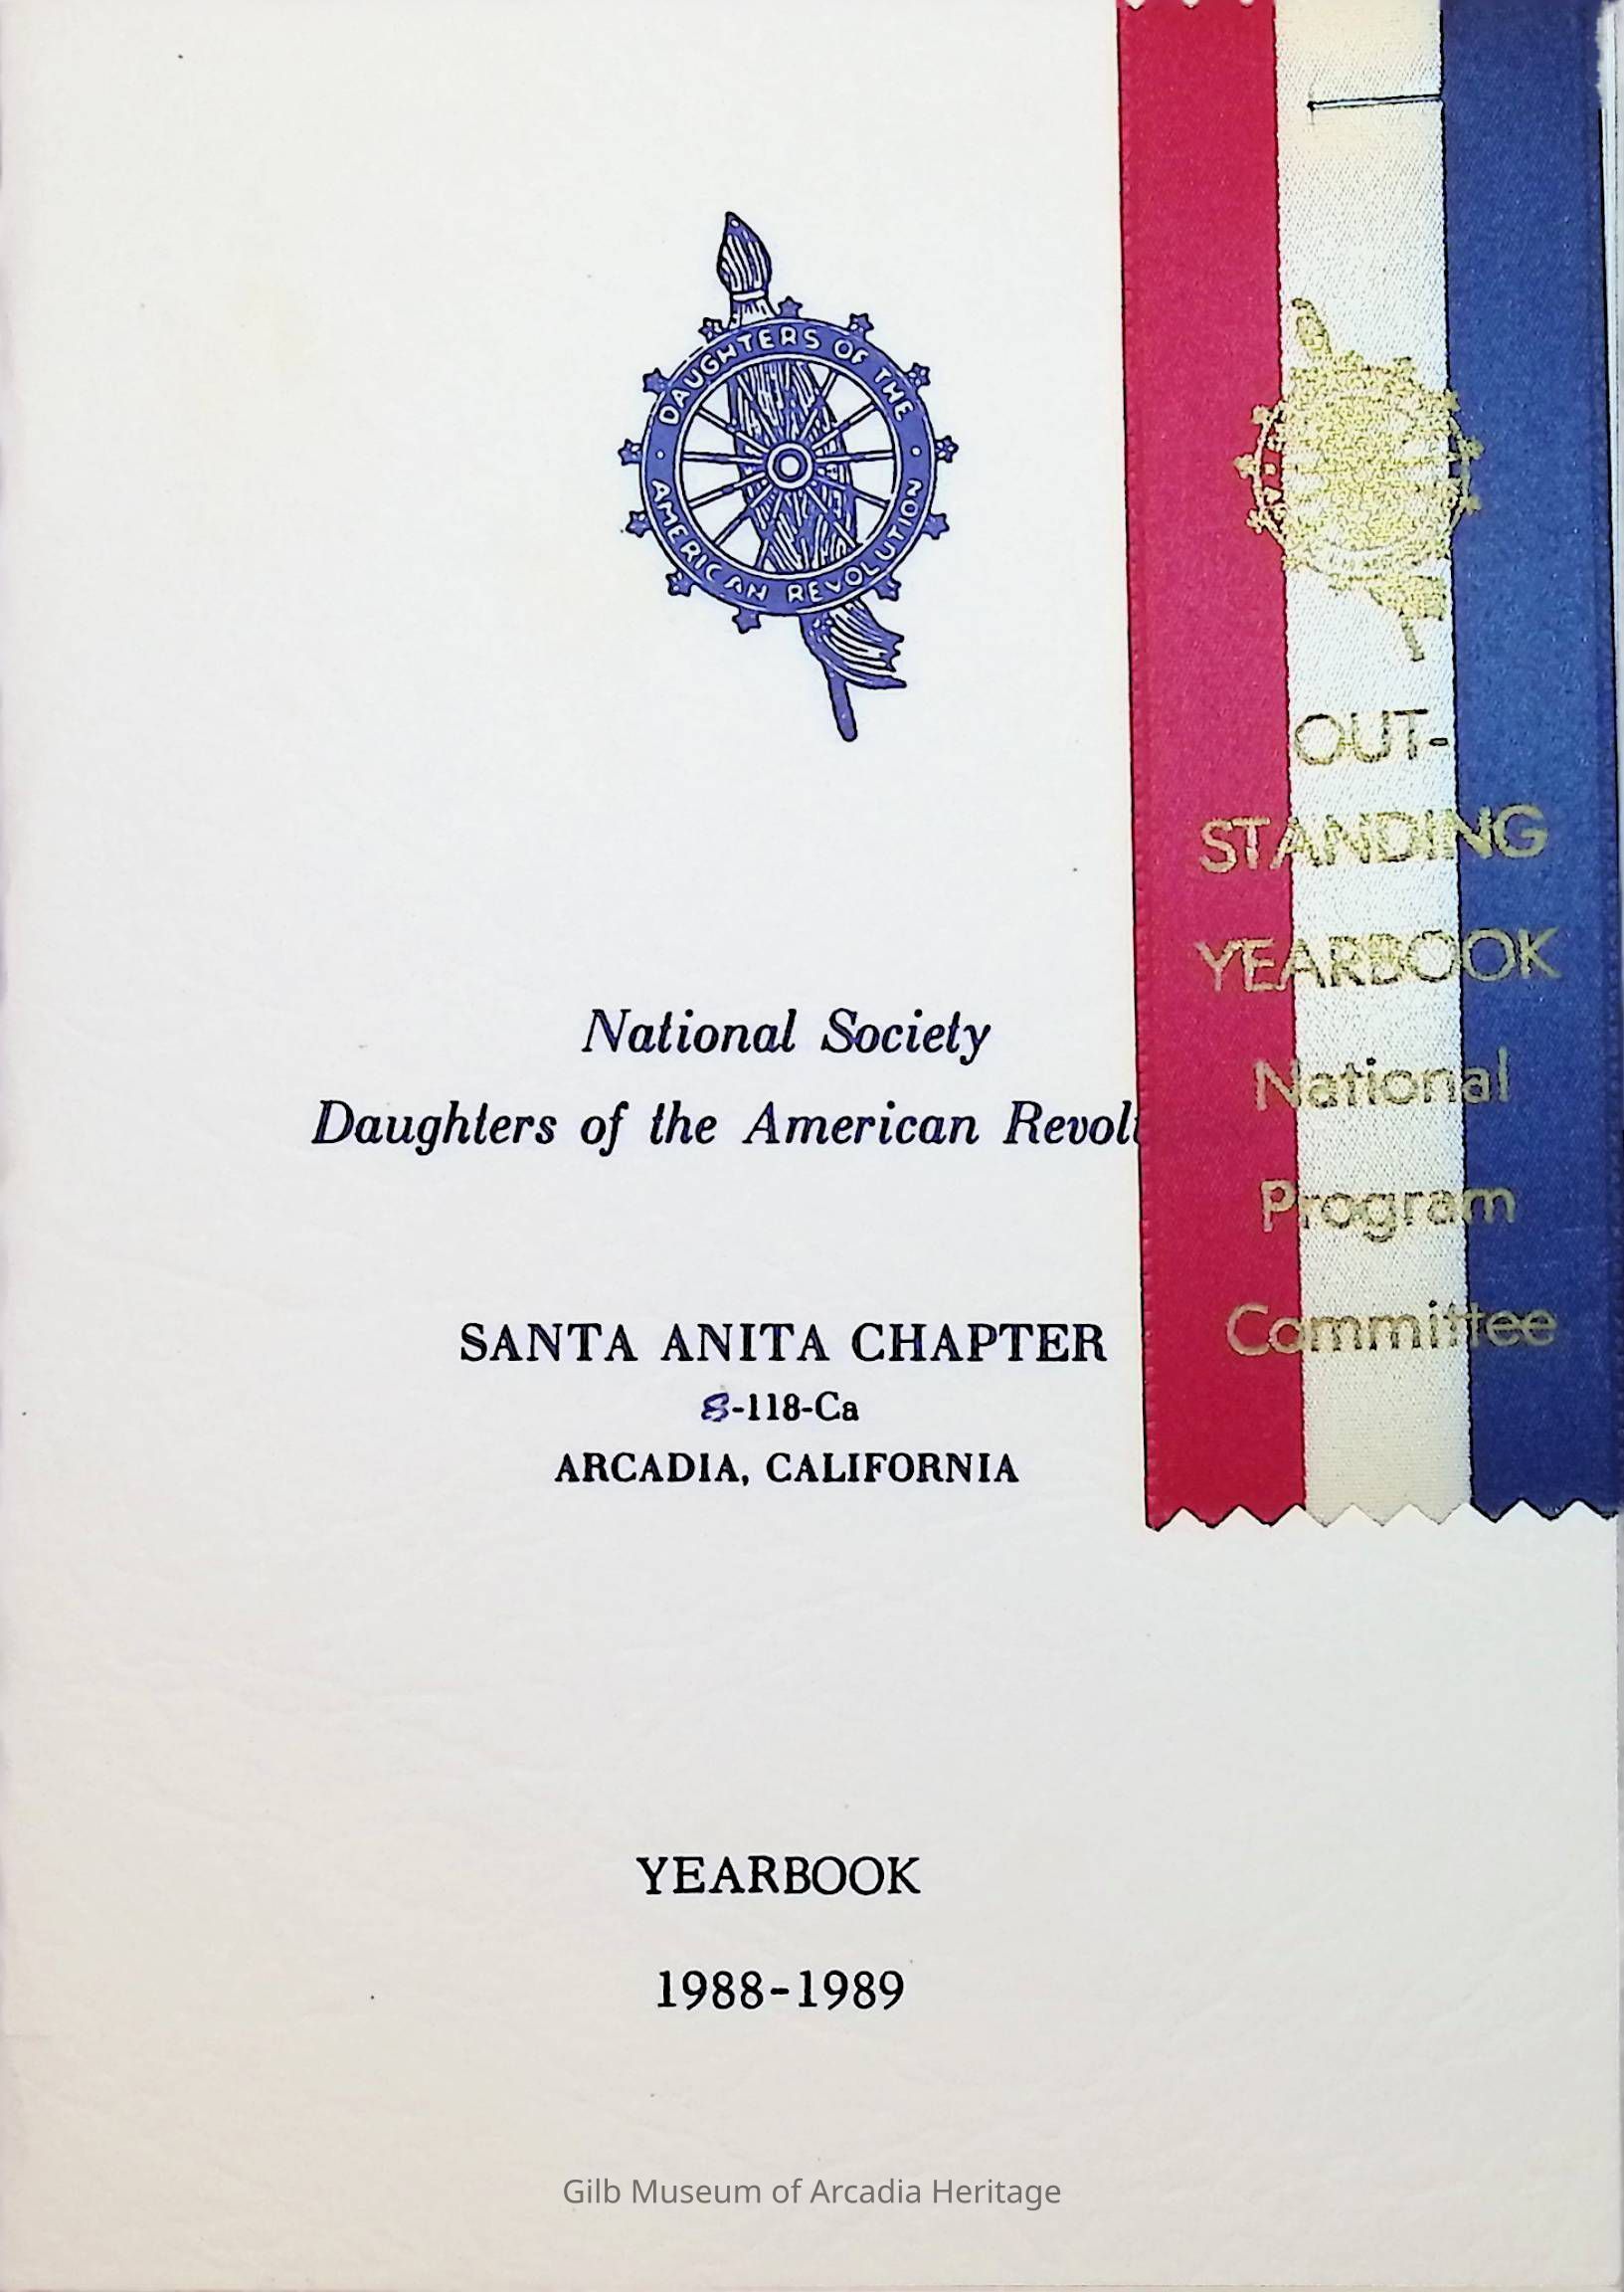 DAUGHTERS OF THE
AMERICAN REVOLUTION
National Society
Daughters of the American Revol
SANTA ANITA CHAPTER
8-118-Ca
ARCADIA, CALIFORNIA
YEARBOOK
1988-1989
OUT-
STANDING
YEARBOOK
National
Program
Committee
Gilb Museum of Arcadia Heritage